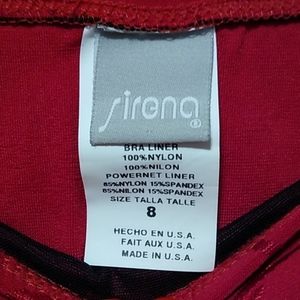 sirena
®
BRA LINER
100%NYLON
100%NILON
POWERNET LINER
85%NYLON 15%SPANDEX
85%NILON 15%SPANDEX
SIZE TALLA TALLE
8
HECHO EN U.S.A.
FAIT AUX U.S.A.
MADE IN U.S.A.